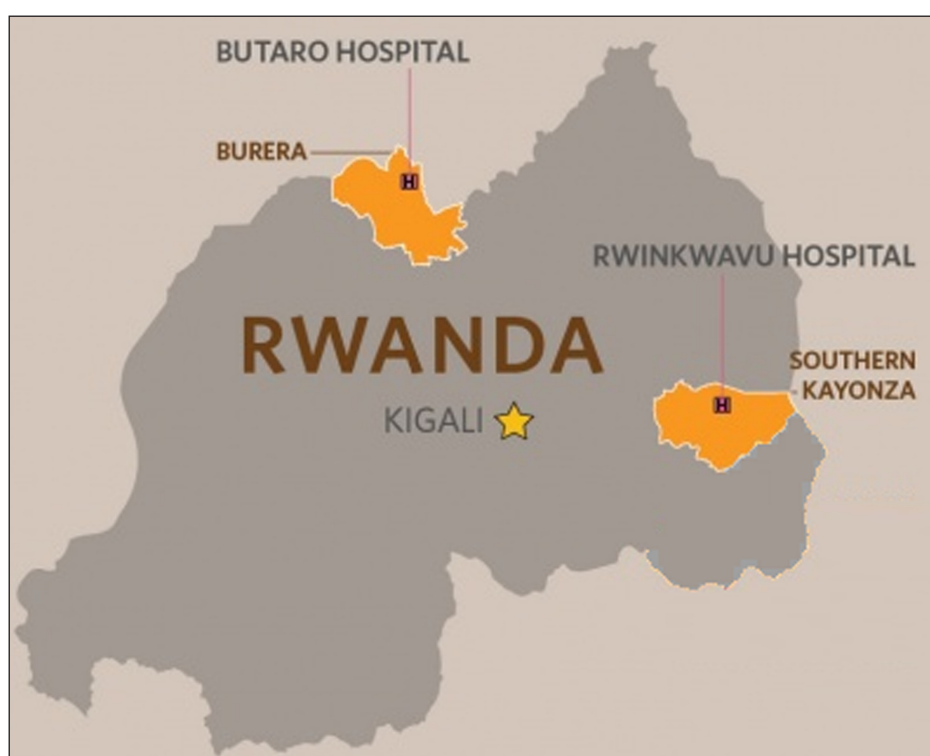 BUTARO HOSPITAL
BURERA
H
RWINKWAVU HOSPITAL
RWANDA
SOUTHERN
KAYONZA
H
KIGALI